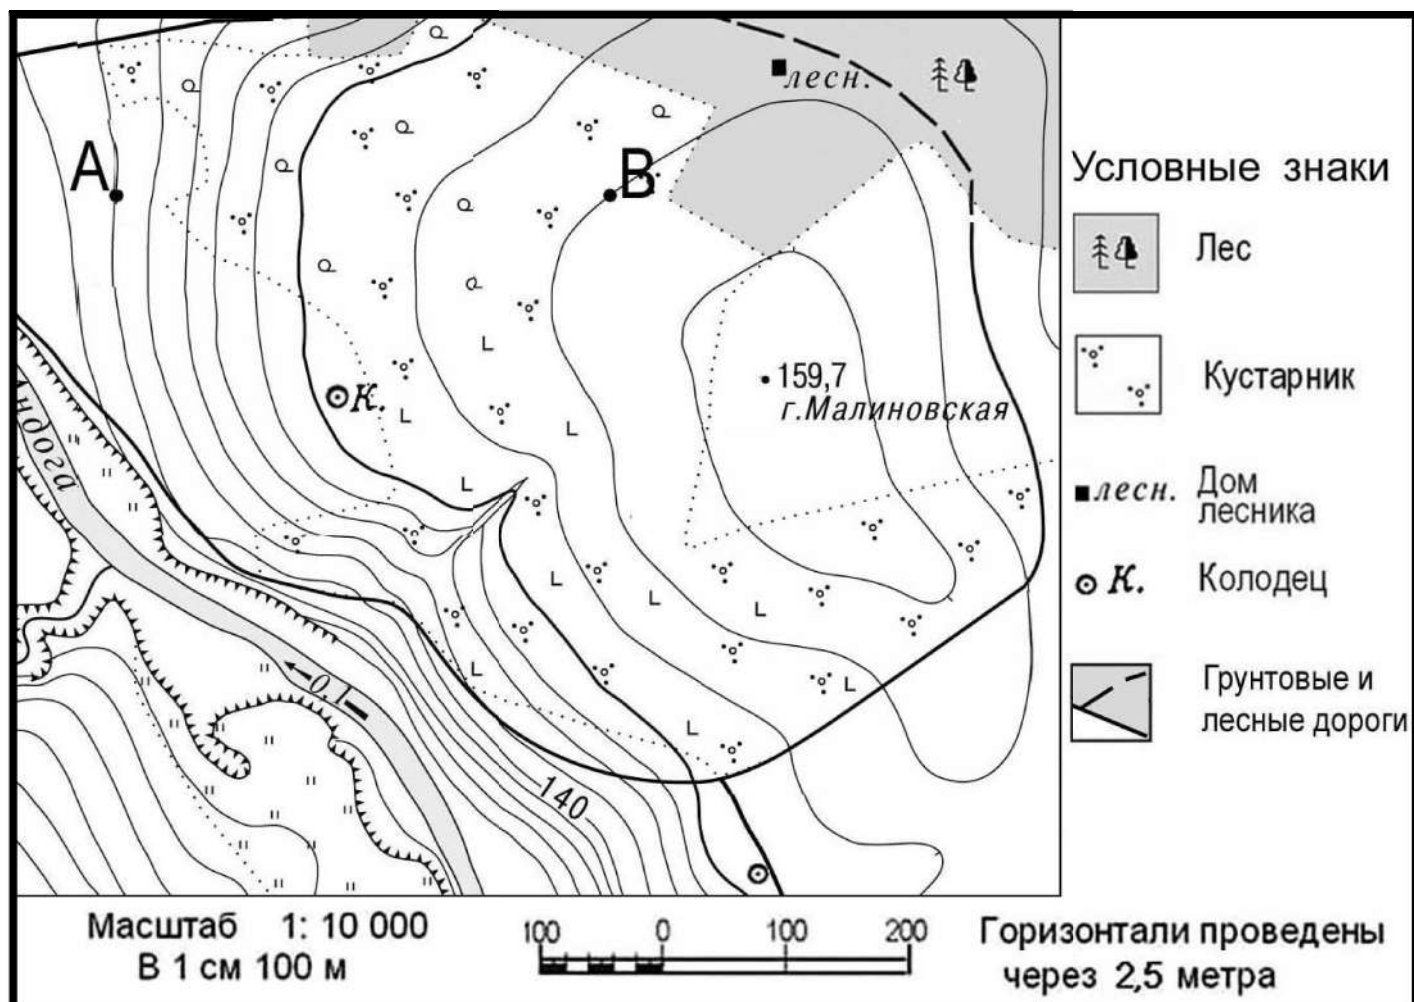 A
B
лесн.
159,7
г.Малиновская
К.
ндога
0,1
140
Условные знаки
Лес
Кустарник
лесн.
Дом
лесника
К.
Колодец
Грунтовые и
лесные дороги
Масштаб 1: 10 000
В 1 см 100 м
100 0 100 200
Горизонтали проведены
через 2,5 метра